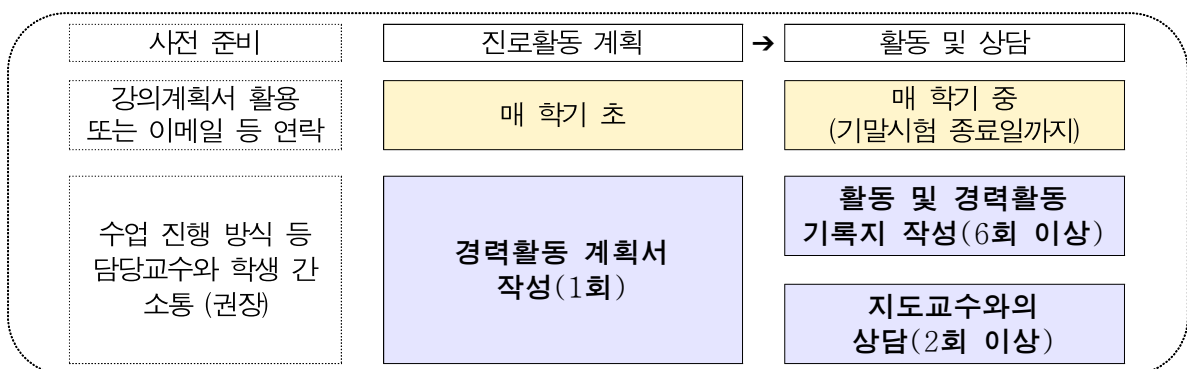 사전 준비
진로활동 계획
➔
활동 및 상담
강의계획서 활용
또는 이메일 등 연락
매 학기 초
매 학기 중
(기말시험 종료일까지)
수업 진행 방식 등
담당교수와 학생 간
소통 (권장)
경력활동 계획서
작성(1회)
활동 및 경력활동
기록지 작성(6회 이상)
지도교수와의
상담(2회 이상)